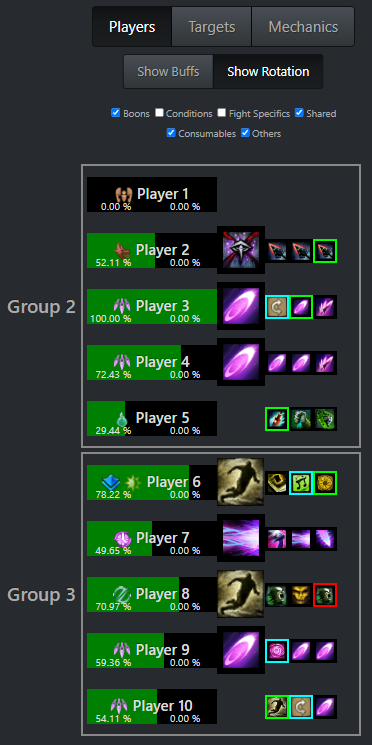 Players Targets Mechanics
Show Buffs Show Rotation
Boons Conditions Fight Specifics Shared
Consumables Others
Group 2
Player 1
0.00 % 0.00 %
Player 2
52.11 % 0.00 %
Player 3
100.00 % 0.00 %
Player 4
72.43 % 0.00 %
Player 5
29.44 % 0.00 %
Group 3
Player 6
78.22 % 0.00 %
Player 7
49.65 % 0.00 %
Player 8
70.97 % 0.00 %
Player 9
59.36 % 0.00 %
Player 10
54.11 % 0.00 %